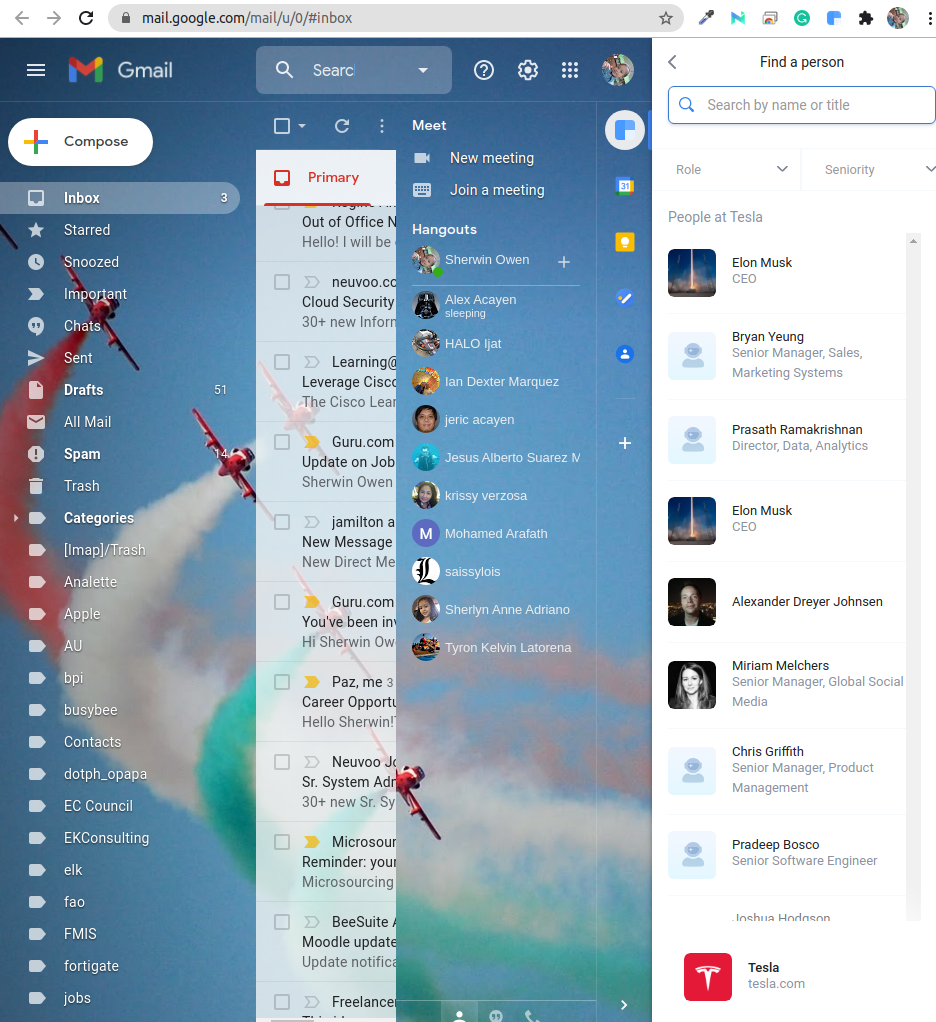 mail.google.com/mail/u/0/#inbox
Gmail
Searc
Compose
Inbox 3
Starred
Snoozed
Important
Chats
Sent
Drafts 51
All Mail
Spam 14
Trash
Categories
[Imap]/Trash
Analette
Apple
AU
bpi
busybee
Contacts
dotph_opapa
EC Council
EKConsulting
elk
fao
FMIS
fortigate
jobs
Primary
Out of Office N
Hello! I will be
neuvoo.co
Cloud Security
30+ new Inforn
Learning@
Leverage Cisco
The Cisco Lear
Guru.com
Update on Job
Sherwin Owen
jamilton a
New Message
New Direct Me
Guru.com
You've been inv
Hi Sherwin Ow
Paz, me 3
Career Opportu
Hello Sherwin!
Neuvoo Jo
Sr. System Adr
30+ new Sr. Sy
Microsour
Reminder: your
Microsourcing
BeeSuite A
Moodle update
Update notifica
Freelancer
Meet
New meeting
Join a meeting
Hangouts
Sherwin Owen
Alex Acayen
sleeping
HALO Ijat
Ian Dexter Marquez
jeric acayen
Jesus Alberto Suarez M
krissy verzosa
M Mohamed Arafath
L saissylois
Sherlyn Anne Adriano
Tyron Kelvin Latorena
31
Find a person
Search by name or title
Role Seniority
People at Tesla
Elon Musk
CEO
Bryan Yeung
Senior Manager, Sales,
Marketing Systems
Prasath Ramakrishnan
Director, Data, Analytics
Elon Musk
CEO
Alexander Dreyer Johnsen
Miriam Melchers
Senior Manager, Global Social
Media
Chris Griffith
Senior Manager, Product
Management
Pradeep Bosco
Senior Software Engineer
Joshua Hodgson
Tesla
tesla.com